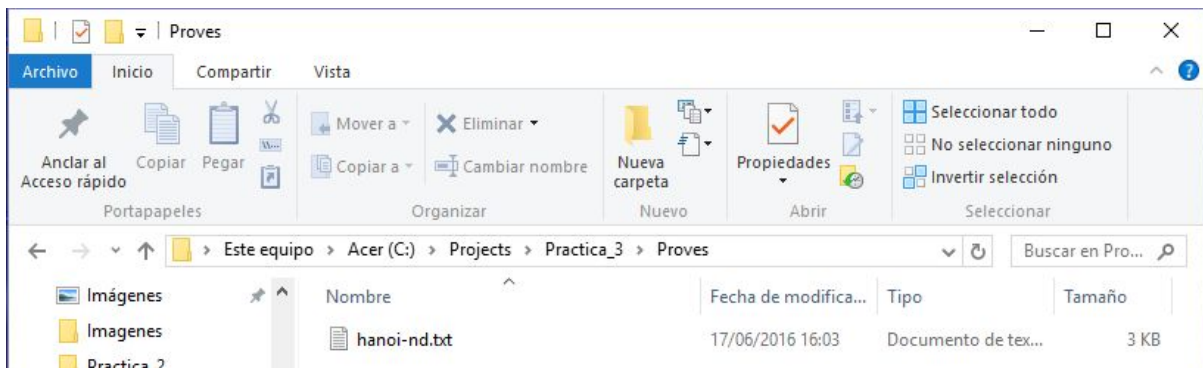 Proves
Archivo Inicio Compartir Vista
Anclar al Acceso rápido
Copiar
Pegar
Portapapeles
Mover a
Copiar a
Eliminar
Cambiar nombre
Organizar
Nueva carpeta
Nuevo
Propiedades
Abrir
Seleccionar todo
No seleccionar ninguno
Invertir selección
Seleccionar
Este equipo > Acer (C:) > Projects > Practica_3 > Proves
Buscar en Pro...
Imágenes
Imagenes
Practica_2
Nombre Fecha de modifica... Tipo Tamaño
hanoi-nd.txt 17/06/2016 16:03 Documento de tex... 3 KB